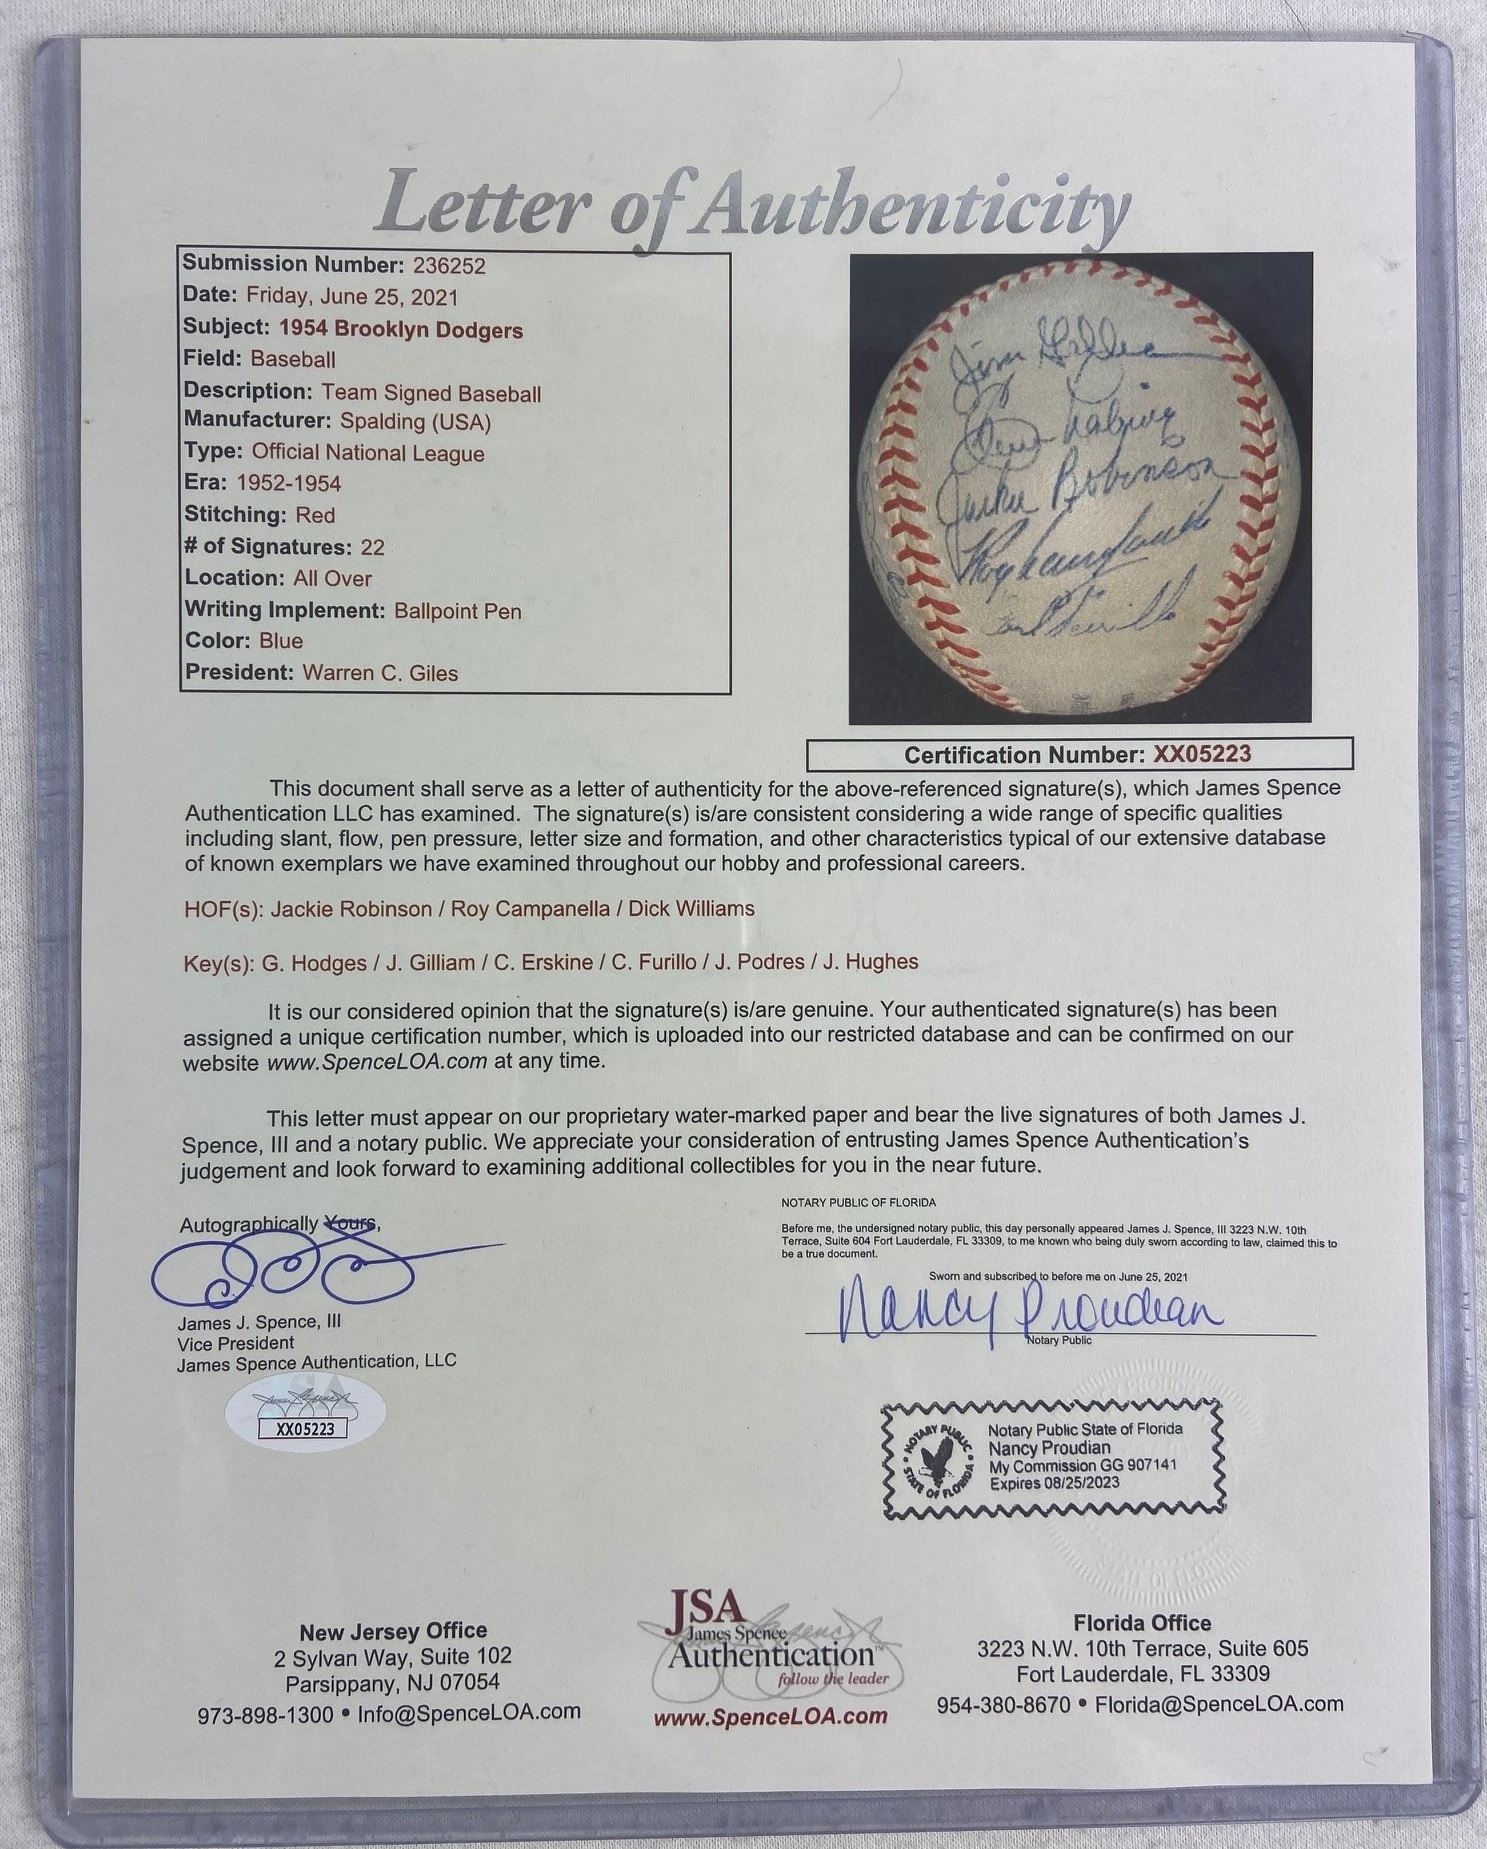 Letter of Authenticity
Submission Number: 236252
Date: Friday, June 25, 2021
Subject: 1954 Brooklyn Dodgers
Field: Baseball
Description: Team Signed Baseball
Manufacturer: Spalding (USA)
Type: Official National League
Era: 1952-1954
Stitching: Red
# of Signatures: 22
Location: All Over
Writing Implement: Ballpoint Pen
Color: Blue
President: Warren C. Giles
Jim Gilliam
Clem Labine
Jackie Robinson
Roy Campanella
Carl Furillo
Certification Number: XX05223
This document shall serve as a letter of authenticity for the above-referenced signature(s), which James Spence
Authentication LLC has examined. The signature(s) is/are consistent considering a wide range of specific qualities
including slant, flow, pen pressure, letter size and formation, and other characteristics typical of our extensive database
of known exemplars we have examined throughout our hobby and professional careers.
HOF(s): Jackie Robinson / Roy Campanella / Dick Williams
Key(s): G. Hodges / J. Gilliam / C. Erskine / C. Furillo / J. Podres / J. Hughes
It is our considered opinion that the signature(s) is/are genuine. Your authenticated signature(s) has been
assigned a unique certification number, which is uploaded into our restricted database and can be confirmed on our
website www.SpenceLOA.com at any time.
This letter must appear on our proprietary water-marked paper and bear the live signatures of both James J.
Spence, III and a notary public. We appreciate your consideration of entrusting James Spence Authentication's
judgement and look forward to examining additional collectibles for you in the near future.
Autographically Yours,
James J. Spence, III
Vice President
James Spence Authentication, LLC
XX05223
NOTARY PUBLIC OF FLORIDA
Before me, the undersigned notary public, this day personally appeared James J. Spence, III 3223 N.W. 10th
Terrace, Suite 604 Fort Lauderdale, FL 33309, to me known who being duly sworn according to law, claimed this to
be a true document.
Sworn and subscribed to before me on June 25, 2021
Nancy Proudian
Notary Public
NOTARY PUBLIC
STATE OF FLORIDA
Notary Public State of Florida
Nancy Proudian
My Commission GG 907141
Expires 08/25/2023
STATE OF FLORIDA
New Jersey Office
2 Sylvan Way, Suite 102
Parsippany, NJ 07054
973-898-1300 • Info@SpenceLOA.com
JSA
James Spence
Authentication™
follow the leader
www.SpenceLOA.com
Florida Office
3223 N.W. 10th Terrace, Suite 605
Fort Lauderdale, FL 33309
954-380-8670 • Florida@SpenceLOA.com